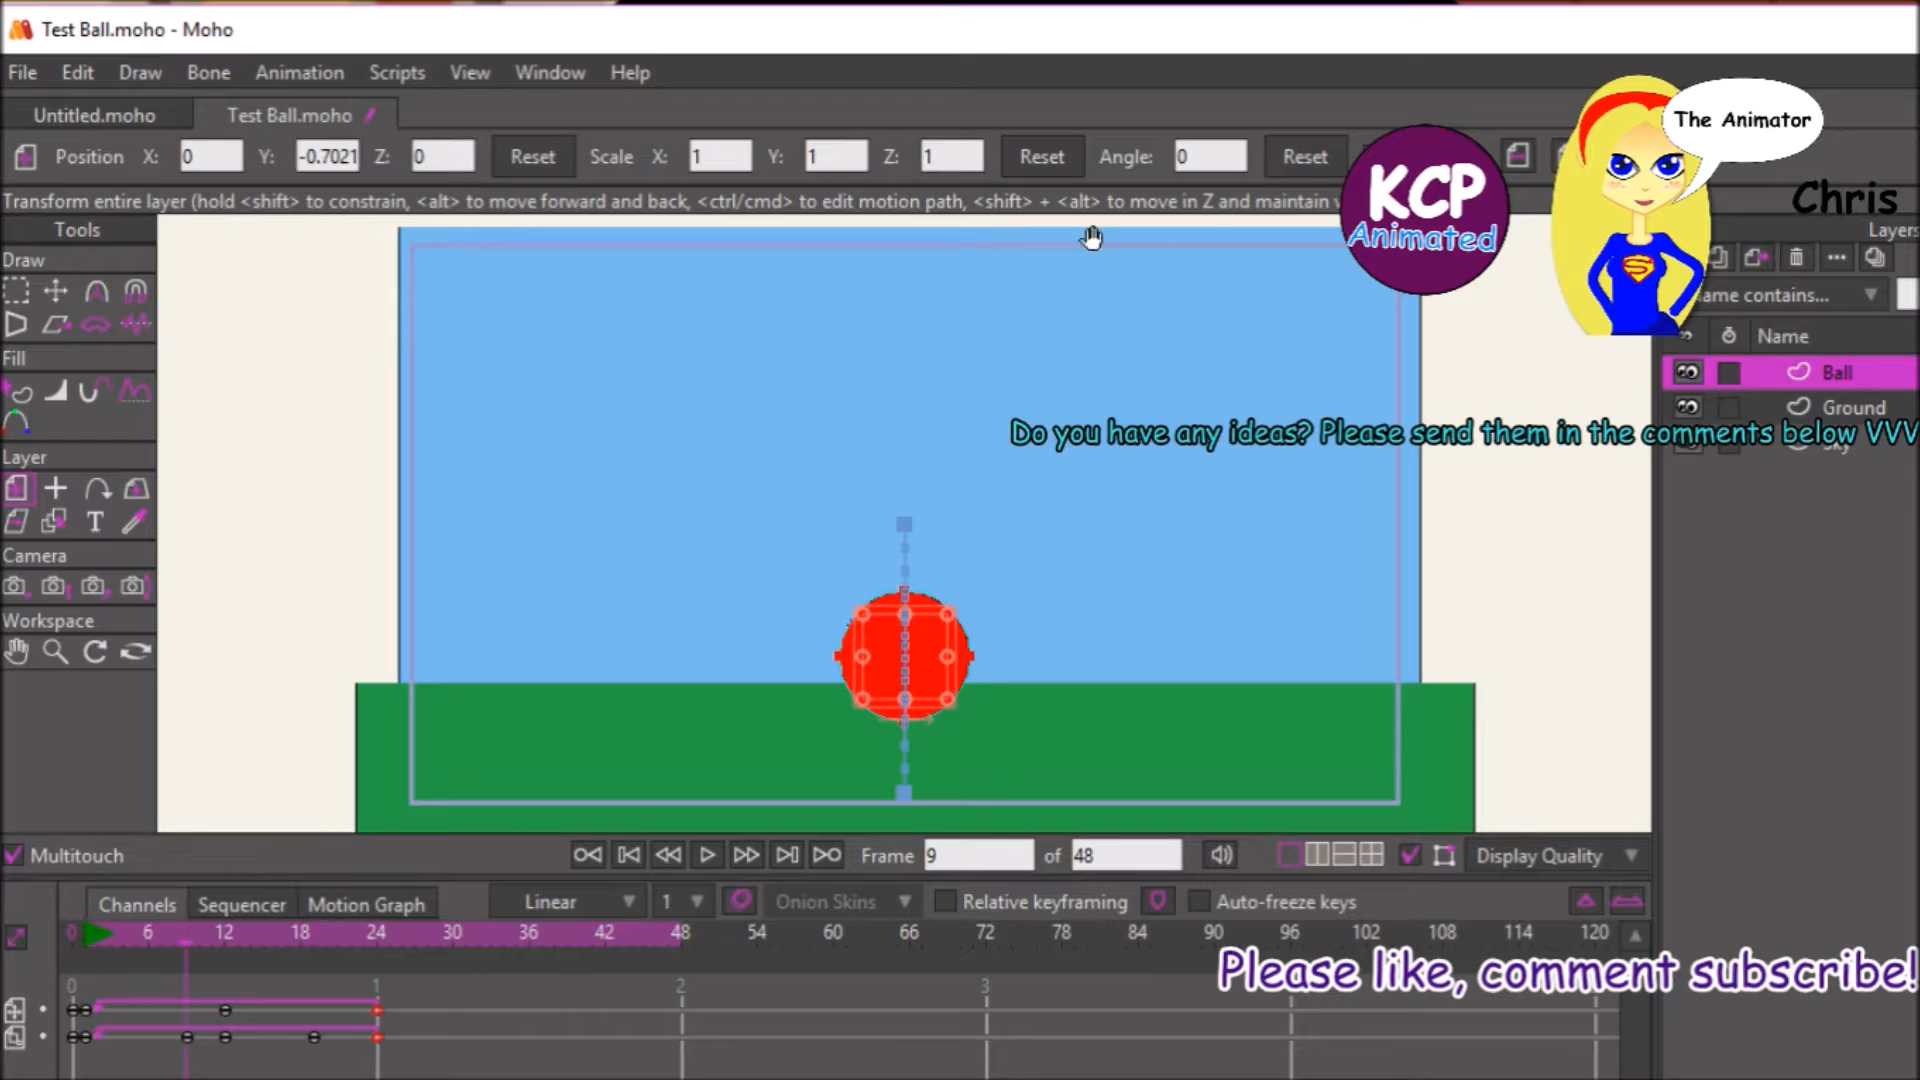 Test Ball.moho - Moho
File Edit Draw Bone Animation Scripts View Window Help
Untitled.moho Test Ball.moho
Position X: 0 Y: -0.7021 Z: 0 Reset Scale X: 1 Y: 1 Z: 1 Reset Angle: 0 Reset
Transform entire layer (hold <shift> to constrain, <alt> to move forward and back, <ctrl/cmd> to edit motion path, <shift> + <alt> to move in Z and maintain
KCP
Animated
The Animator
Chris
Tools
Layers
Draw
ame contains...
Name
Fill
Ball
Ground
Do you have any ideas? Please send them in the comments below VVV
Sky
Layer
T
Camera
Workspace
Multitouch Frame 9 of 48 Display Quality
Channels Sequencer Motion Graph Linear 1 Onion Skins Relative keyframing Auto-freeze keys
0 6 12 18 24 30 36 42 48 54 60 66 72 78 84 90 96 102 108 114 120
Please like, comment subscribe!
0 1 2 3